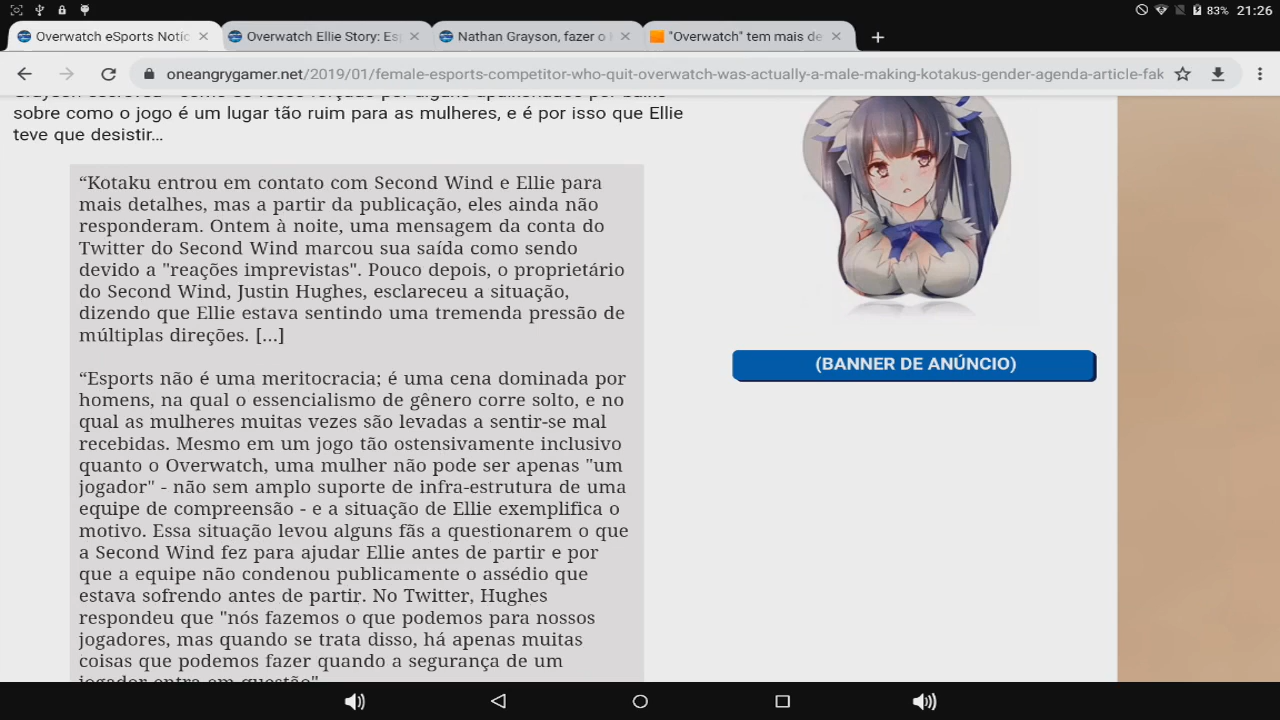 83% 21:26
Overwatch eSports Notíc
Overwatch Ellie Story: Es
Nathan Grayson, fazer o
"Overwatch" tem mais de
oneangrygamer.net/2019/01/female-esports-competitor-who-quit-overwatch-was-actually-a-male-making-kotakus-gender-agenda-article-fak
sobre como o jogo é um lugar tão ruim para as mulheres, e é por isso que Ellie
teve que desistir...
“Kotaku entrou em contato com Second Wind e Ellie para
mais detalhes, mas a partir da publicação, eles ainda não
responderam. Ontem à noite, uma mensagem da conta do
Twitter do Second Wind marcou sua saída como sendo
devido a "reações imprevistas". Pouco depois, o proprietário
do Second Wind, Justin Hughes, esclareceu a situação,
dizendo que Ellie estava sentindo uma tremenda pressão de
múltiplas direções. [...]
“Esports não é uma meritocracia; é uma cena dominada por
homens, na qual o essencialismo de gênero corre solto, e no
qual as mulheres muitas vezes são levadas a sentir-se mal
recebidas. Mesmo em um jogo tão ostensivamente inclusivo
quanto o Overwatch, uma mulher não pode ser apenas "um
jogador" - não sem amplo suporte de infra-estrutura de uma
equipe de compreensão - e a situação de Ellie exemplifica o
motivo. Essa situação levou alguns fãs a questionarem o que
a Second Wind fez para ajudar Ellie antes de partir e por
que a equipe não condenou publicamente o assédio que
estava sofrendo antes de partir. No Twitter, Hughes
respondeu que "nós fazemos o que podemos para nossos
jogadores, mas quando se trata disso, há apenas muitas
coisas que podemos fazer quando a segurança de um
jogador entra em questão"
(BANNER DE ANÚNCIO)